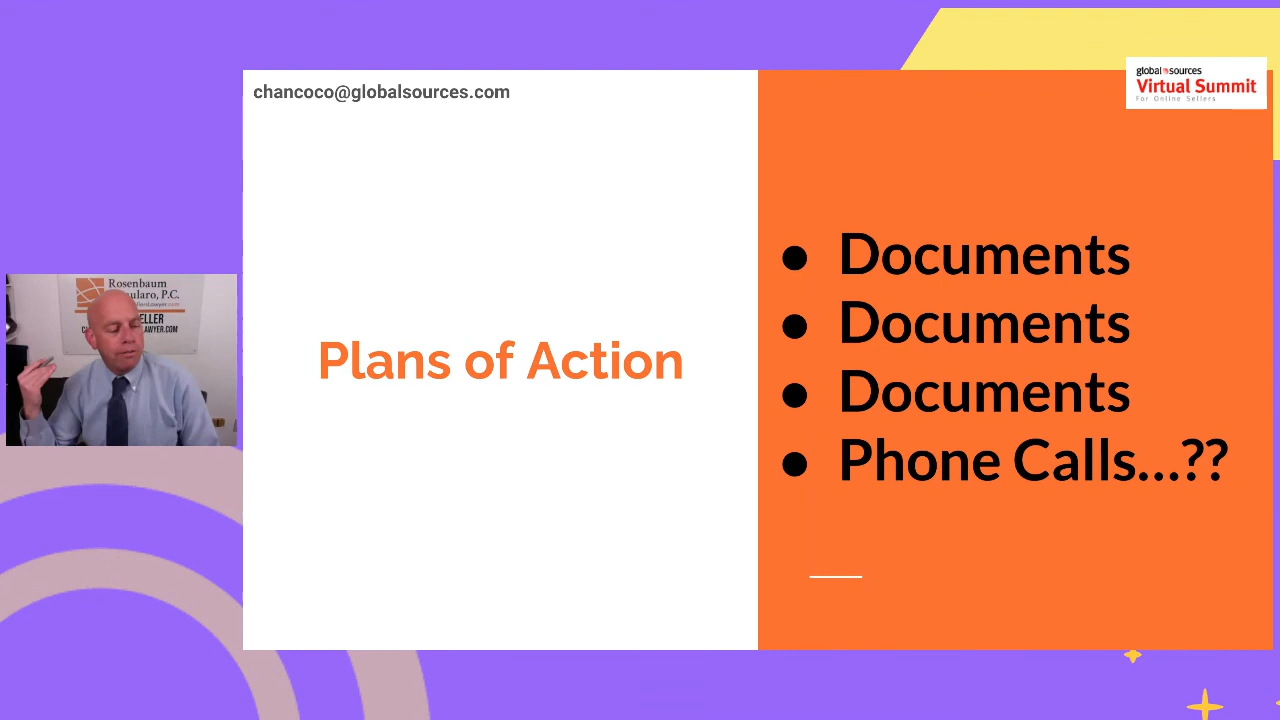 chancoco@globalsources.com
global sources
Virtual Summit
For Online Sellers
Documents
Documents
Plans of Action
Documents
Phone Calls...??
Rosenbaum
P.C.